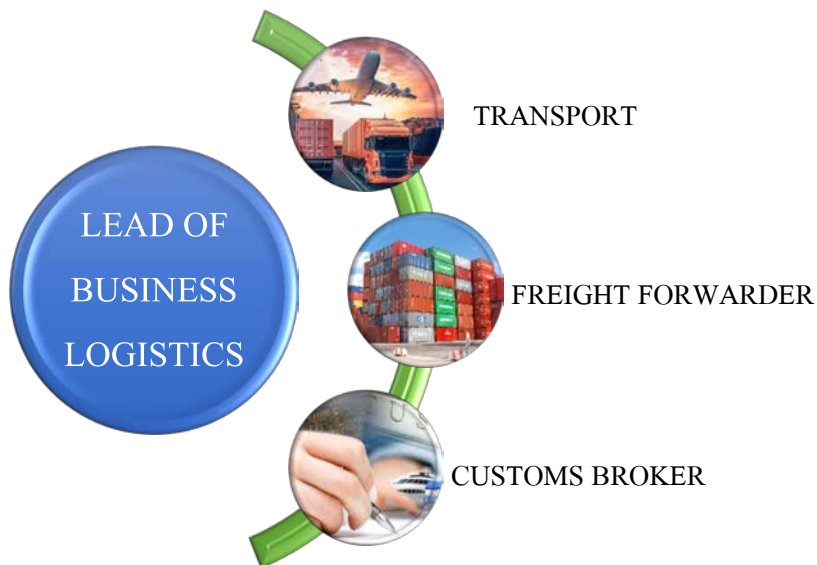 LEAD OF
BUSINESS
LOGISTICS
TRANSPORT
FREIGHT FORWARDER
CUSTOMS BROKER